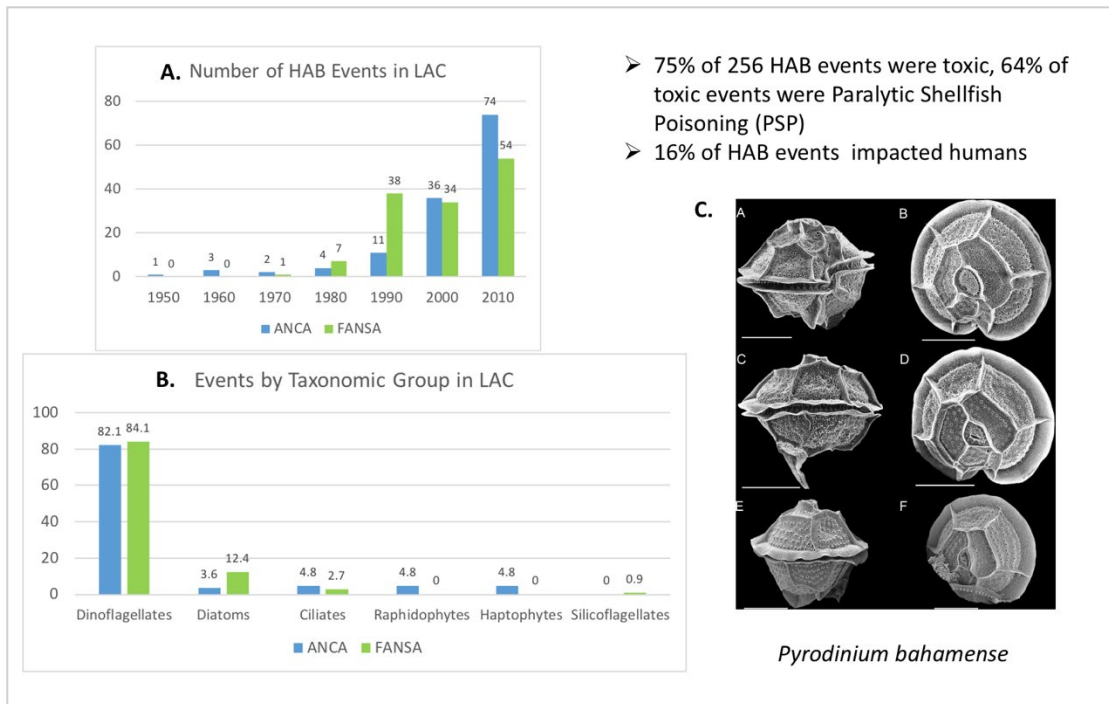 A. Number of HAB Events in LAC
80
60
40
20
0
1 0
3 0
2 1
4 7
11 38
36 34
74 54
1950 1960 1970 1980 1990 2000 2010
ANCA FANSA
B. Events by Taxonomic Group in LAC
100
80
60
40
20
0
82.1 84.1
3.6 12.4
4.8 2.7
4.8 0
4.8 0
0 0.9
Dinoflagellates Diatoms Ciliates Raphidophytes Haptophytes Silicoflagellates
ANCA FANSA
➢ 75% of 256 HAB events were toxic, 64% of
toxic events were Paralytic Shellfish
Poisoning (PSP)
➢ 16% of HAB events impacted humans
C.
A B
C D
E F
Pyrodinium bahamense